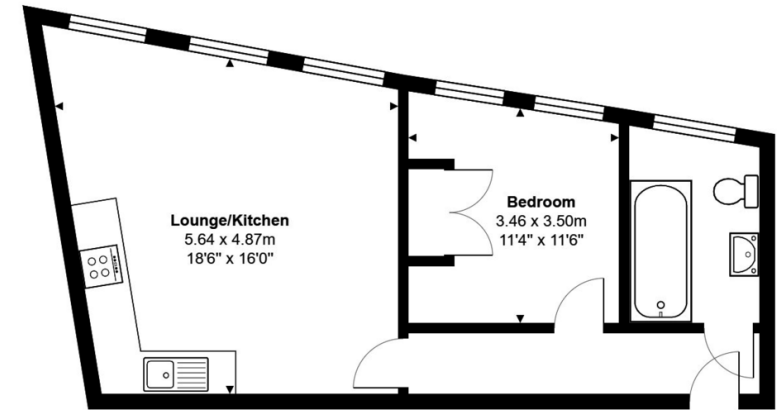 Lounge/Kitchen
5.64 x 4.87m
18'6" x 16'0"
Bedroom
3.46 x 3.50m
11'4" x 11'6"